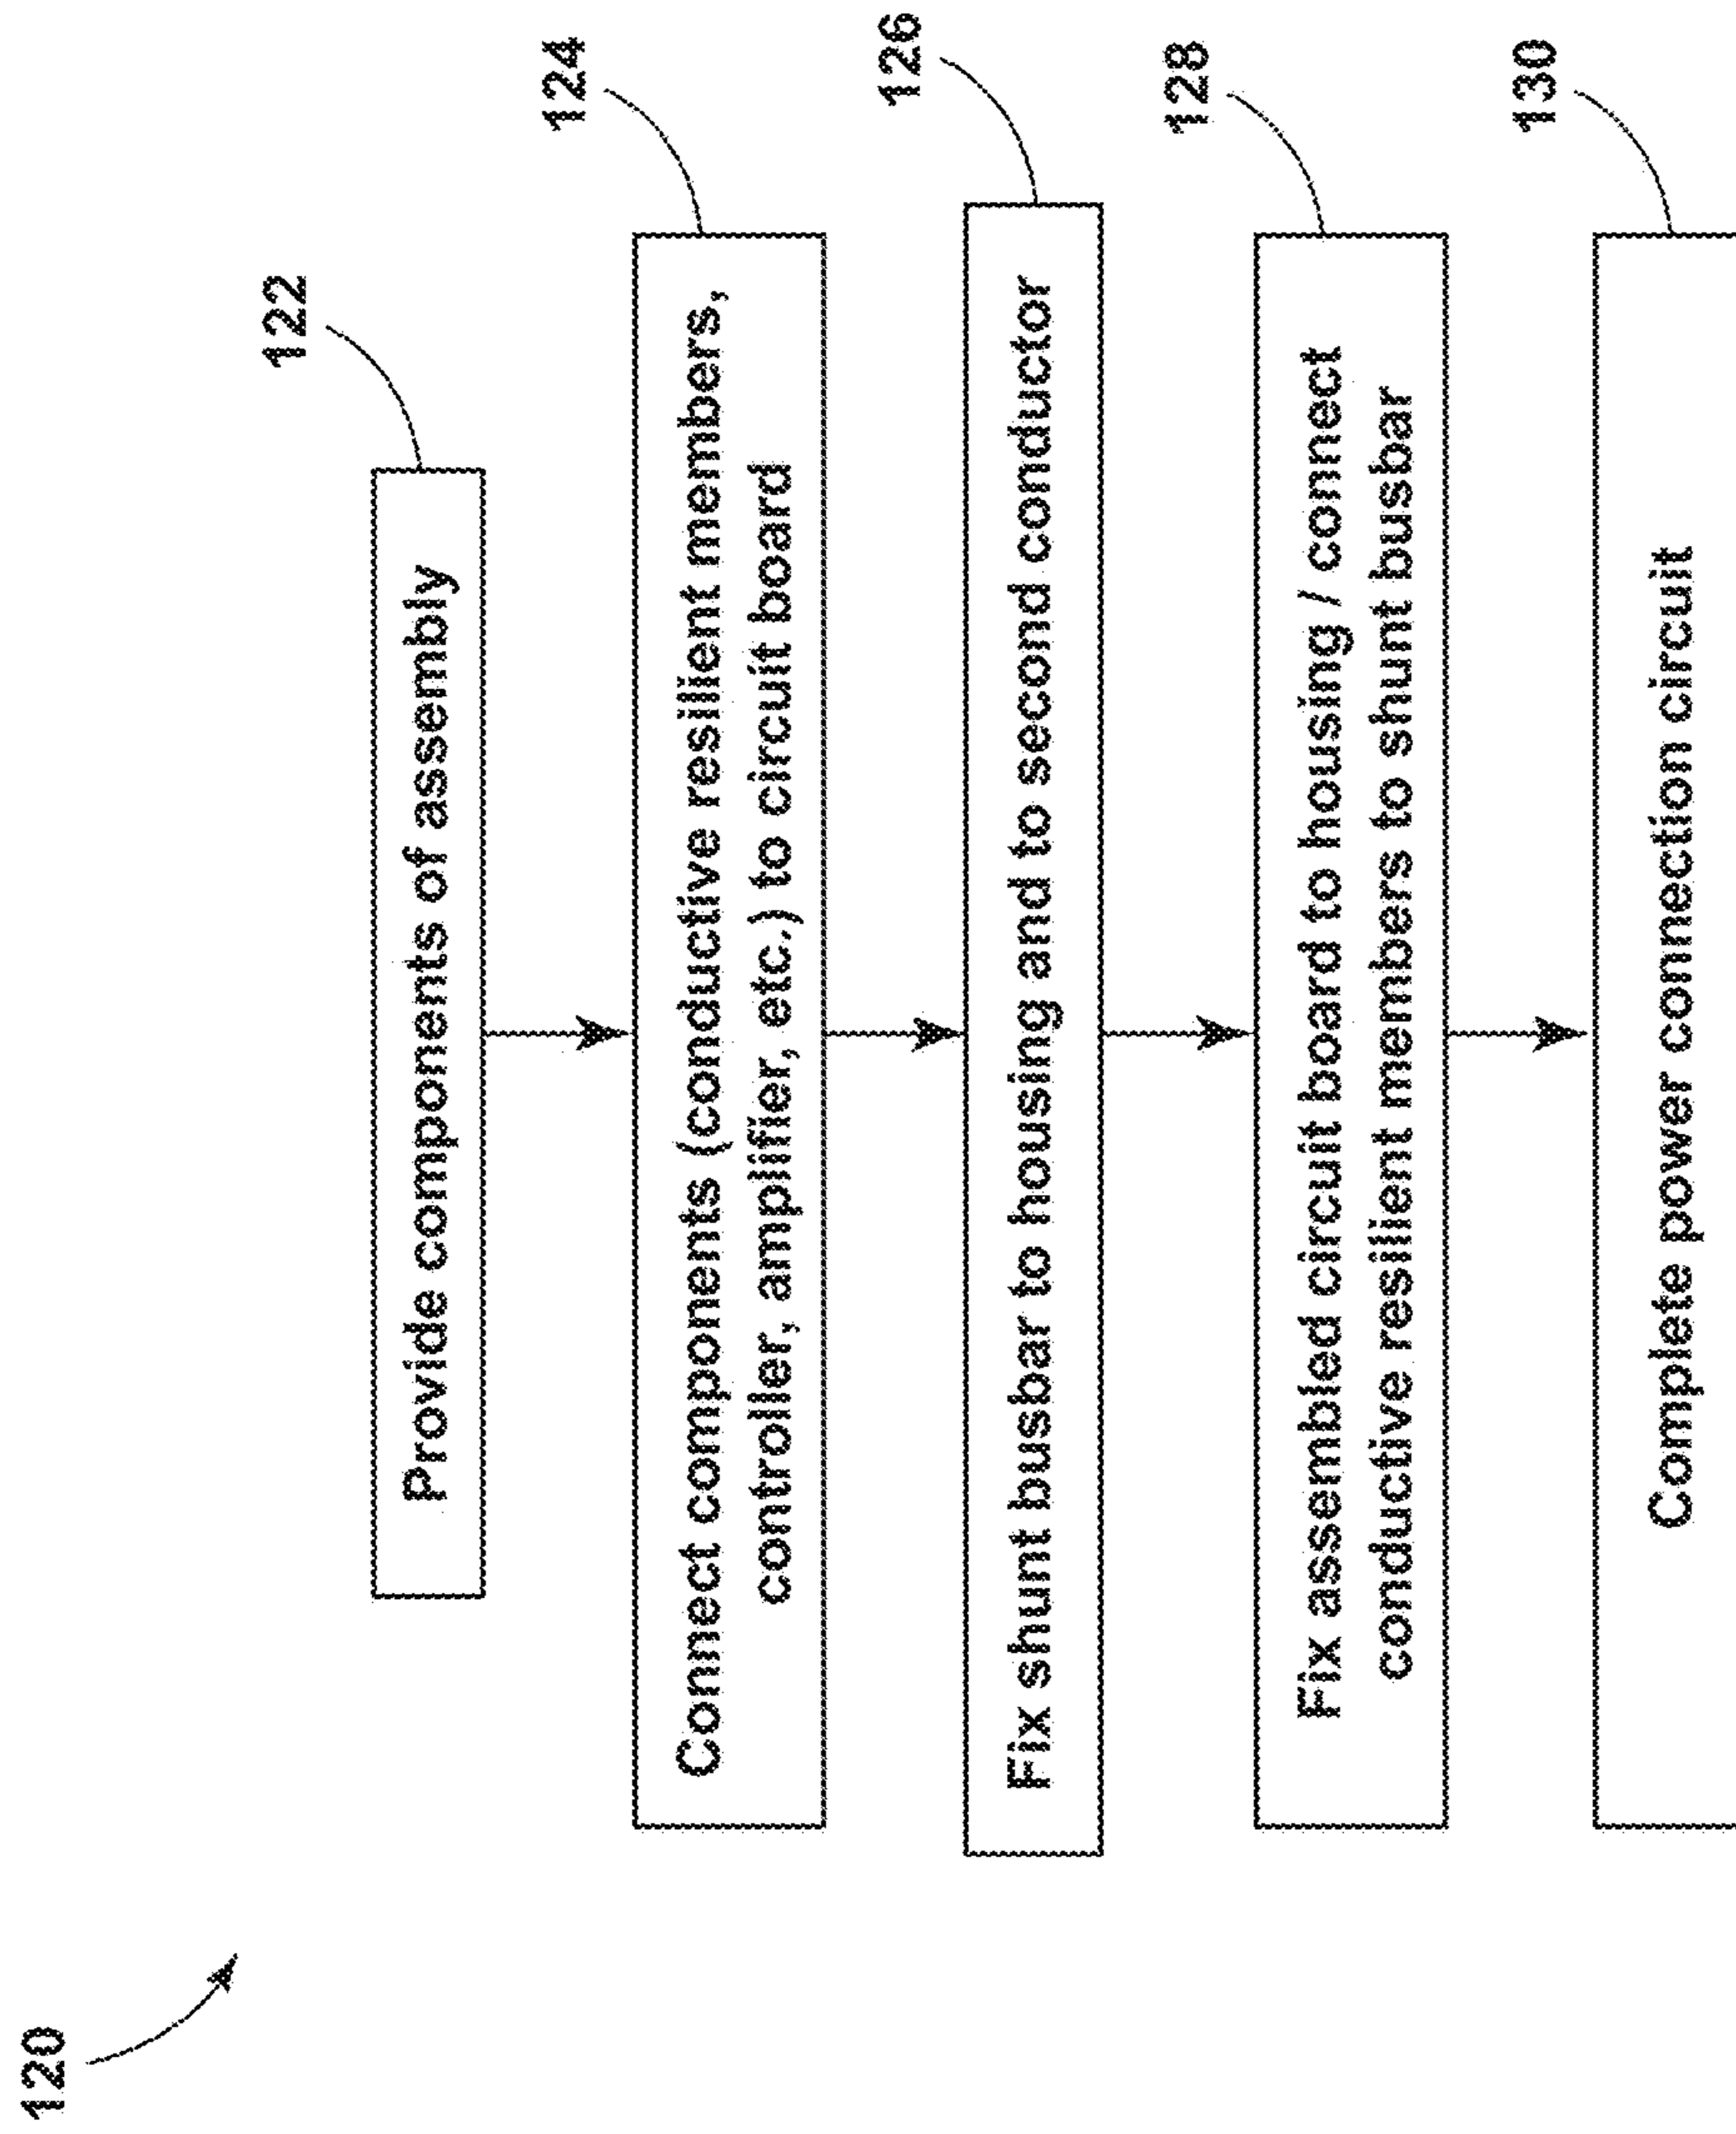 120
122
Provide components of assembly
124
Connect components (conductive resilient members,
controller, amplifier, etc.) to circuit board
126
Fix shunt busbar to housing and to second conductor
128
Fix assembled circuit board to housing / connect
conductive resilient members to shunt busbar
130
Complete power connection circuit